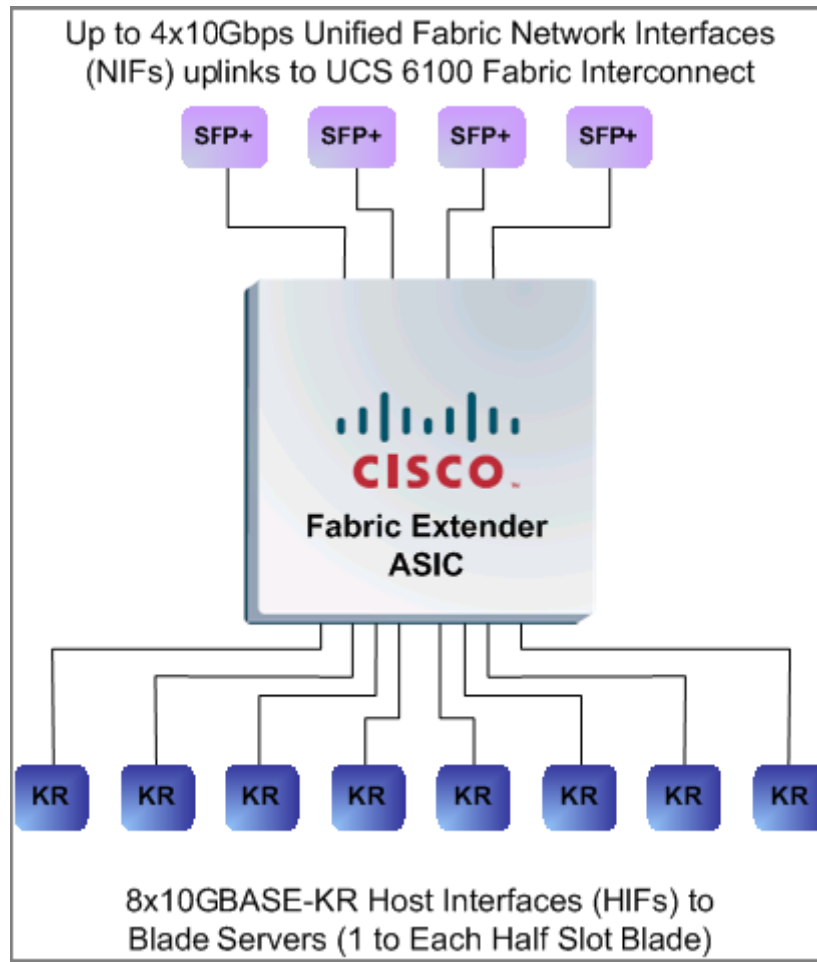 Up to 4x10Gbps Unified Fabric Network Interfaces
(NIFs) uplinks to UCS 6100 Fabric Interconnect
SFP+ SFP+ SFP+ SFP+
CISCO™
Fabric Extender
ASIC
KR KR KR KR KR KR KR KR
8x10GBASE-KR Host Interfaces (HIFs) to
Blade Servers (1 to Each Half Slot Blade)